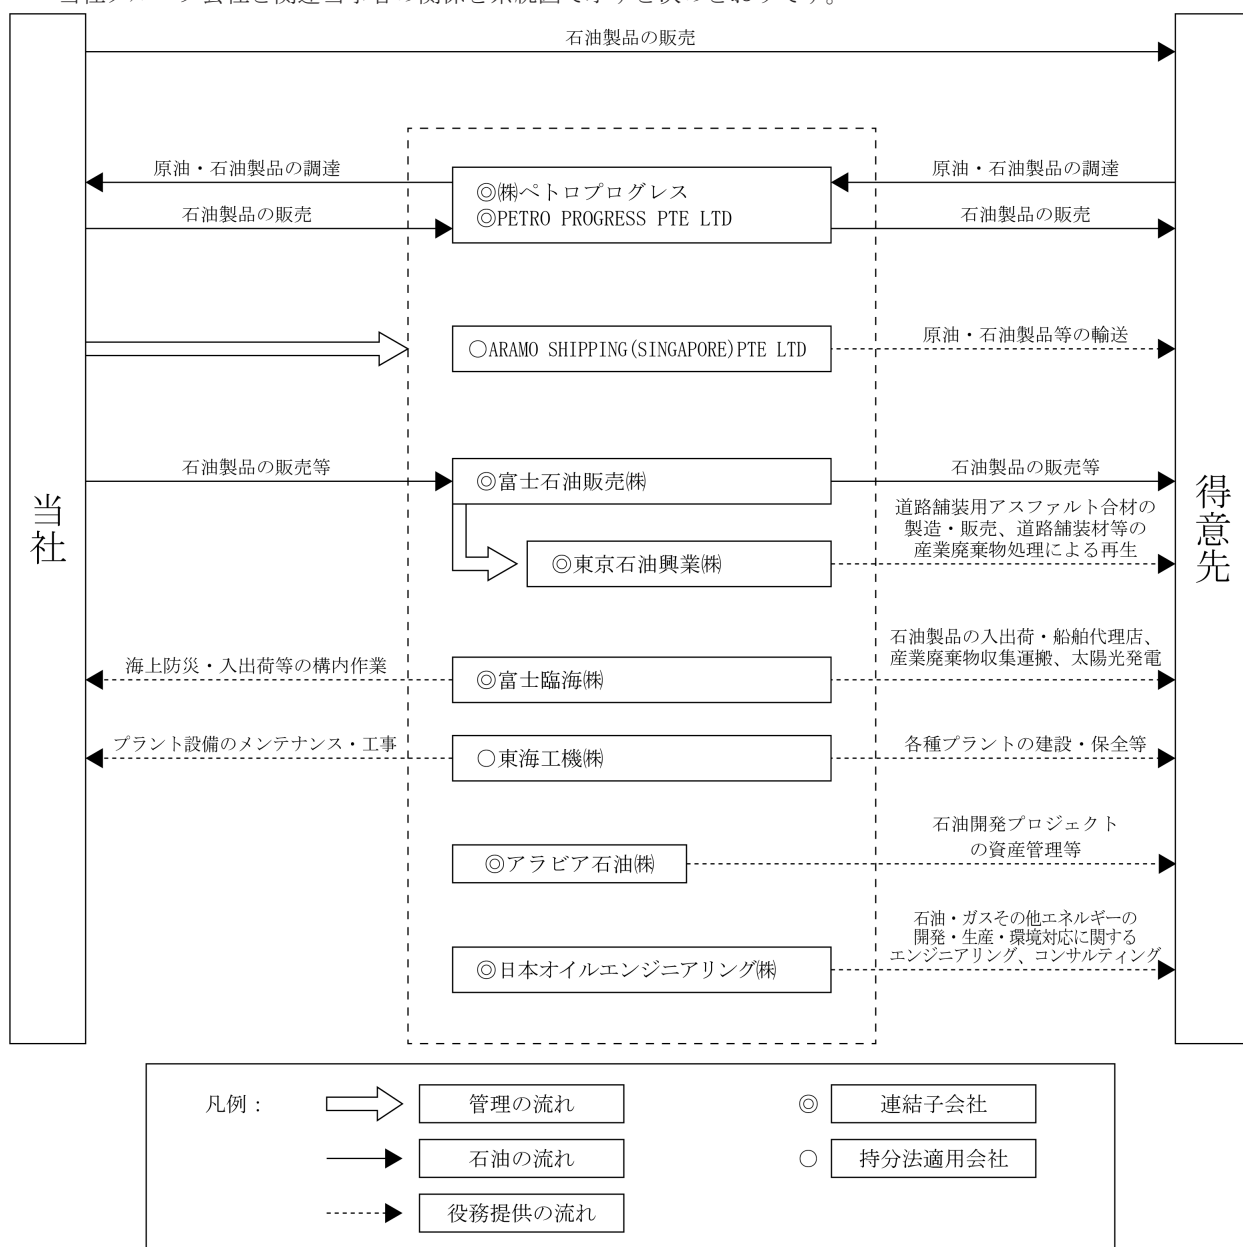 当社グループ会社と関連当事者の関係を系統図で示すと次のとおりです。
石油製品の販売
原油・石油製品の調達
◎㈱ペトロプログレス
◎PETRO PROGRESS PTE LTD
原油・石油製品の調達
石油製品の販売
石油製品の販売
○ARAMO SHIPPING(SINGAPORE)PTE LTD
原油・石油製品等の輸送
石油製品の販売等
◎富士石油販売㈱
石油製品の販売等
当社
得意先
道路舗装用アスファルト合材の
製造・販売、道路舗装材等の
産業廃棄物処理による再生
◎東京石油興業㈱
海上防災・入出荷等の構内作業
◎富士臨海㈱
石油製品の入出荷・船舶代理店、
産業廃棄物収集運搬、太陽光発電
プラント設備のメンテナンス・工事
○東海工機㈱
各種プラントの建設・保全等
◎アラビア石油㈱
石油開発プロジェクト
の資産管理等
◎日本オイルエンジニアリング㈱
石油・ガスその他エネルギーの
開発・生産・環境対応に関する
エンジニアリング、コンサルティング
凡例：
管理の流れ
◎ 連結子会社
石油の流れ
○ 持分法適用会社
役務提供の流れ